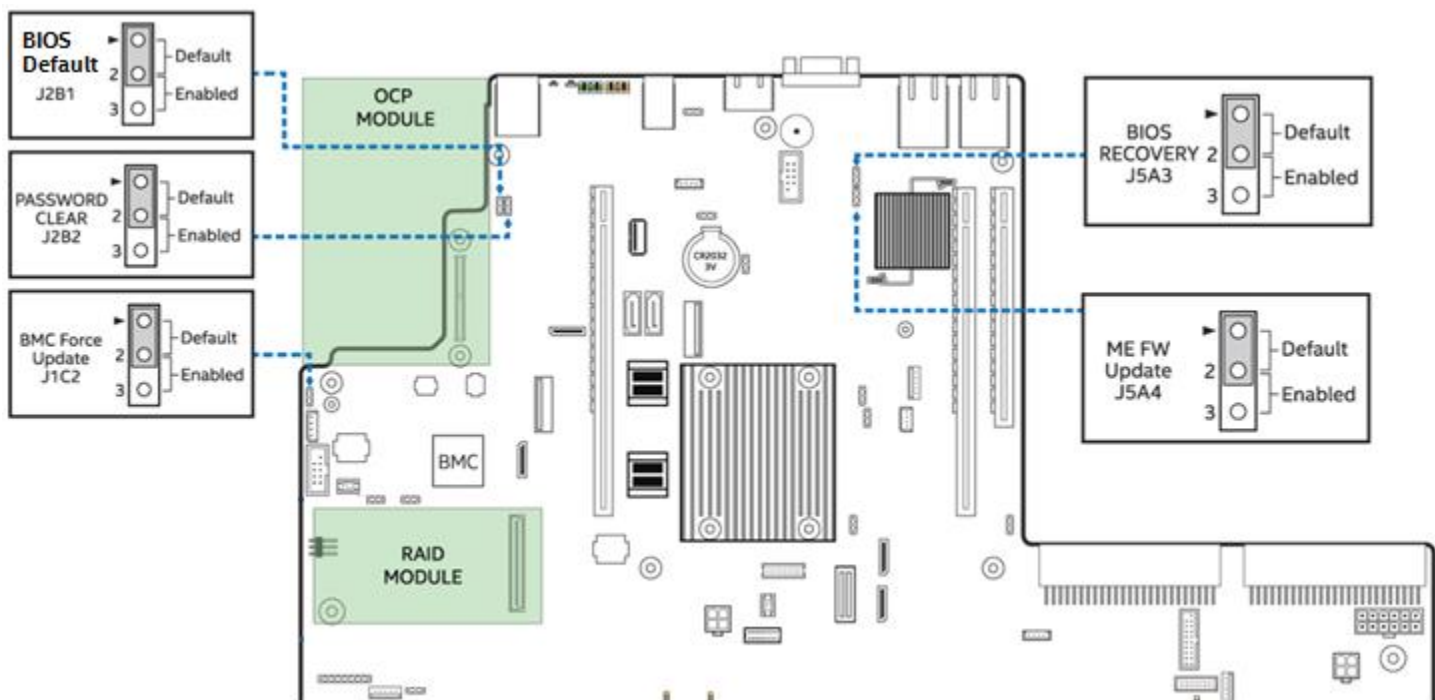 BIOS
Default
J2B1
2
3
Default
Enabled
PASSWORD
CLEAR
J2B2
2
3
Default
Enabled
BMC Force
Update
J1C2
2
3
Default
Enabled
OCP
MODULE
CR2032
3V
BMC
RAID
MODULE
BIOS
RECOVERY
J5A3
2
3
Default
Enabled
ME FW
Update
J5A4
2
3
Default
Enabled